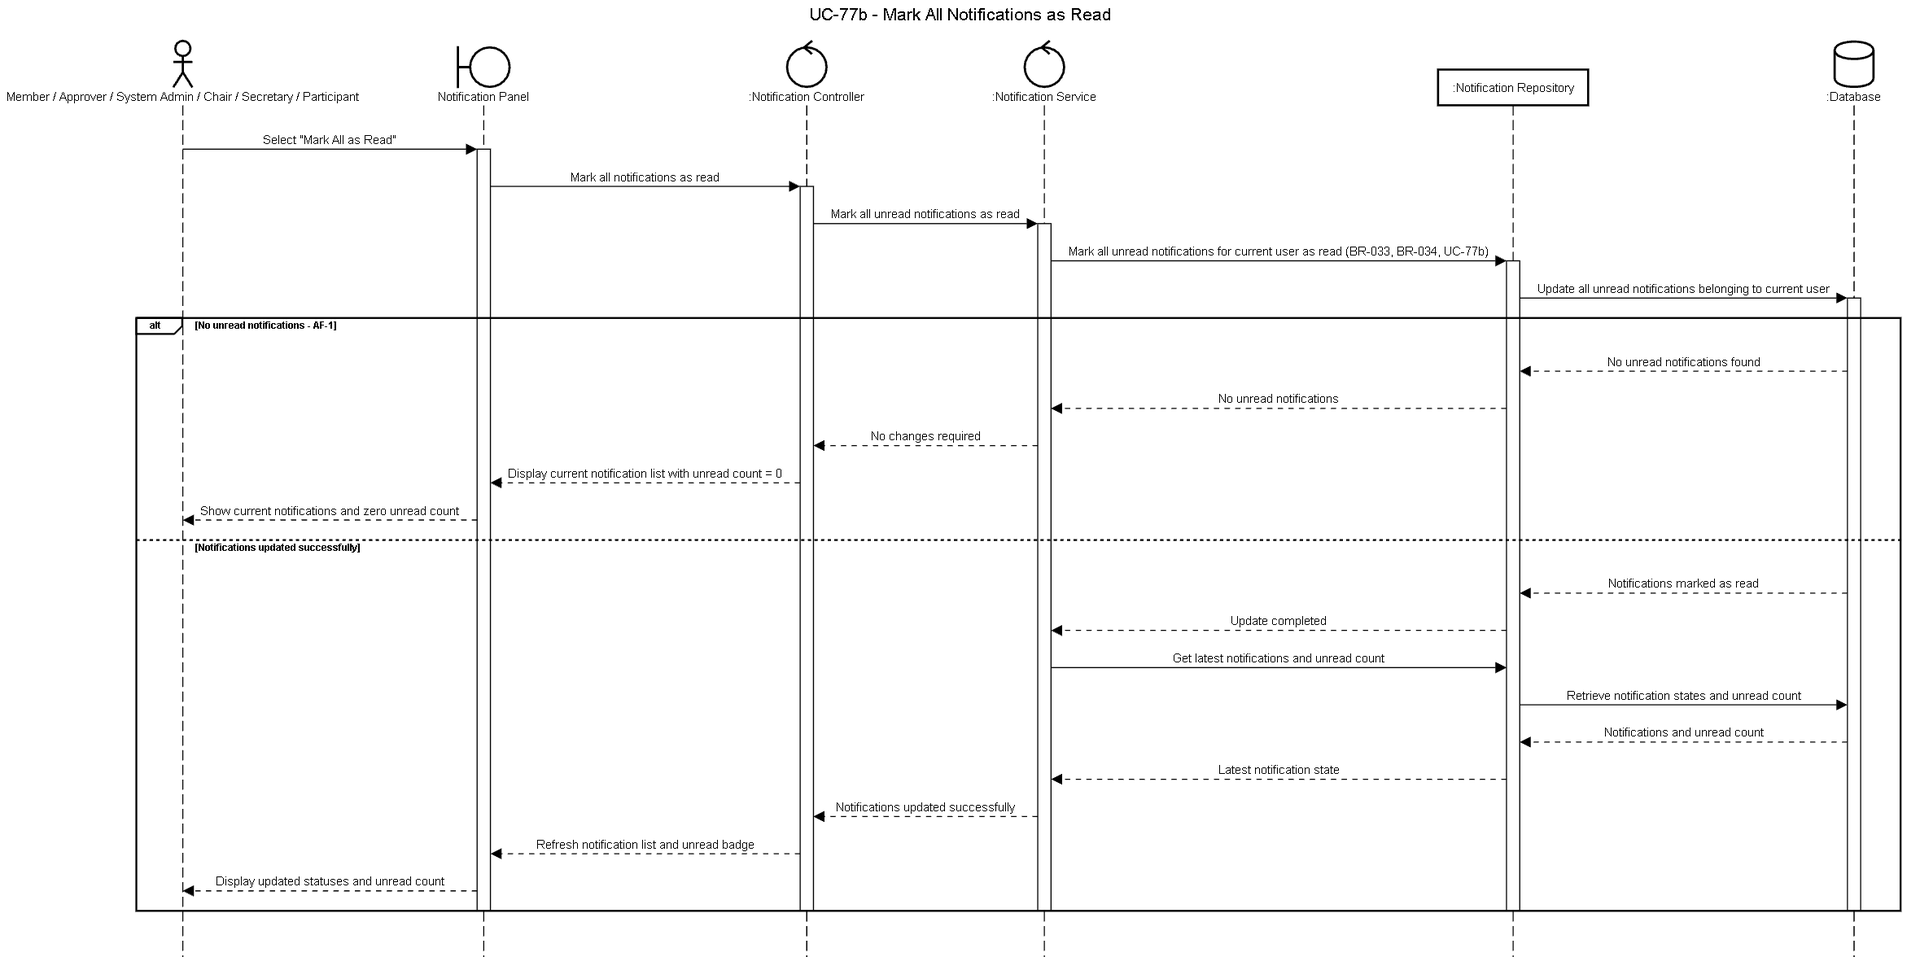 UC-77b - Mark All Notifications as Read
Member / Approver / System Admin / Chair / Secretary / Participant
Notification Panel
:Notification Controller
:Notification Service
:Notification Repository
:Database
Select "Mark All as Read"
Mark all notifications as read
Mark all unread notifications as read
Mark all unread notifications for current user as read (BR-033, BR-034, UC-77b)
Update all unread notifications belonging to current user
alt
[No unread notifications - AF-1]
No unread notifications found
No unread notifications
No changes required
Display current notification list with unread count = 0
Show current notifications and zero unread count
[Notifications updated successfully]
Notifications marked as read
Update completed
Get latest notifications and unread count
Retrieve notification states and unread count
Notifications and unread count
Latest notification state
Notifications updated successfully
Refresh notification list and unread badge
Display updated statuses and unread count